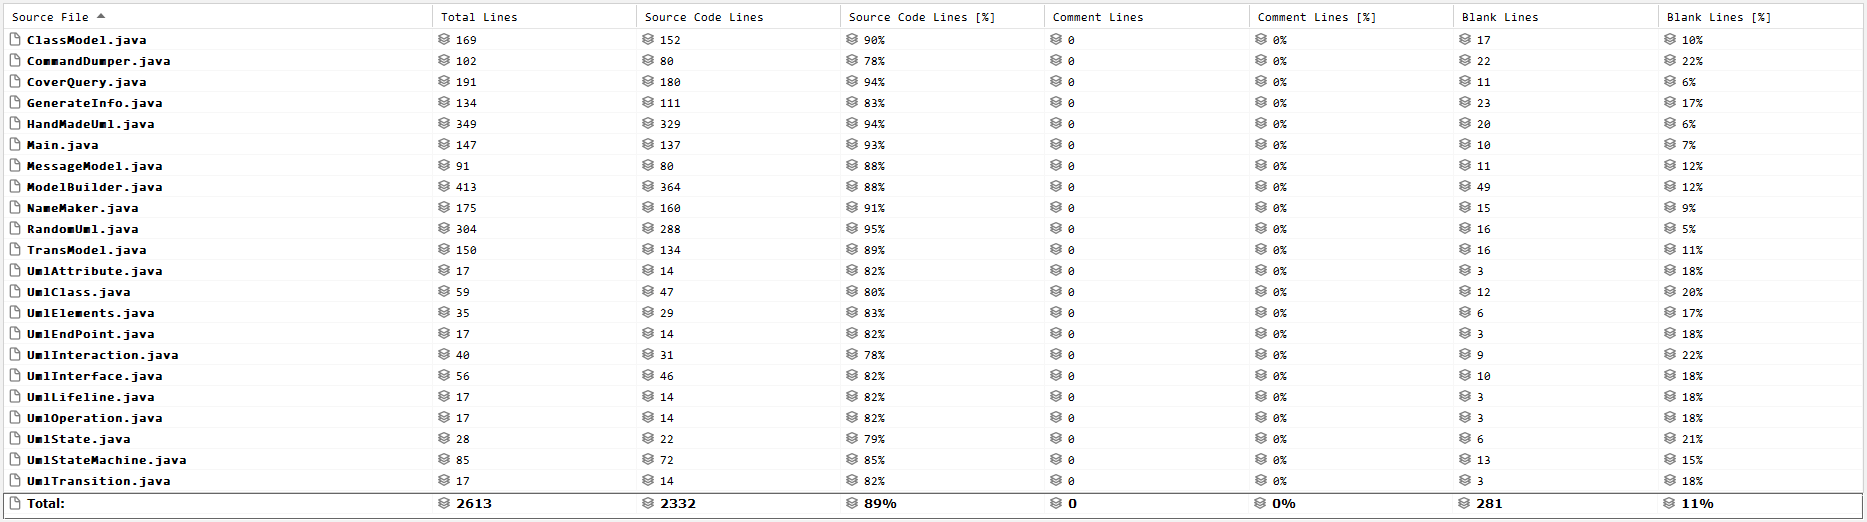 Source File Total Lines Source Code Lines Source Code Lines [%] Comment Lines Comment Lines [%] Blank Lines Blank Lines [%]
ClassModel.java 169 152 90% 0 0% 17 10%
CommandDumper.java 102 80 78% 0 0% 22 22%
CoverQuery.java 191 180 94% 0 0% 11 6%
GenerateInfo.java 134 111 83% 0 0% 23 17%
HandMadeUml.java 349 329 94% 0 0% 20 6%
Main.java 147 137 93% 0 0% 10 7%
MessageModel.java 91 80 88% 0 0% 11 12%
ModelBuilder.java 413 364 88% 0 0% 49 12%
NameMaker.java 175 160 91% 0 0% 15 9%
RandomUml.java 304 288 95% 0 0% 16 5%
TransModel.java 150 134 89% 0 0% 16 11%
UmlAttribute.java 17 14 82% 0 0% 3 18%
UmlClass.java 59 47 80% 0 0% 12 20%
UmlElements.java 35 29 83% 0 0% 6 17%
UmlEndPoint.java 17 14 82% 0 0% 3 18%
UmlInteraction.java 40 31 78% 0 0% 9 22%
UmlInterface.java 56 46 82% 0 0% 10 18%
UmlLifeline.java 17 14 82% 0 0% 3 18%
UmlOperation.java 17 14 82% 0 0% 3 18%
UmlState.java 28 22 79% 0 0% 6 21%
UmlStateMachine.java 85 72 85% 0 0% 13 15%
UmlTransition.java 17 14 82% 0 0% 3 18%
Total: 2613 2332 89% 0 0% 281 11%